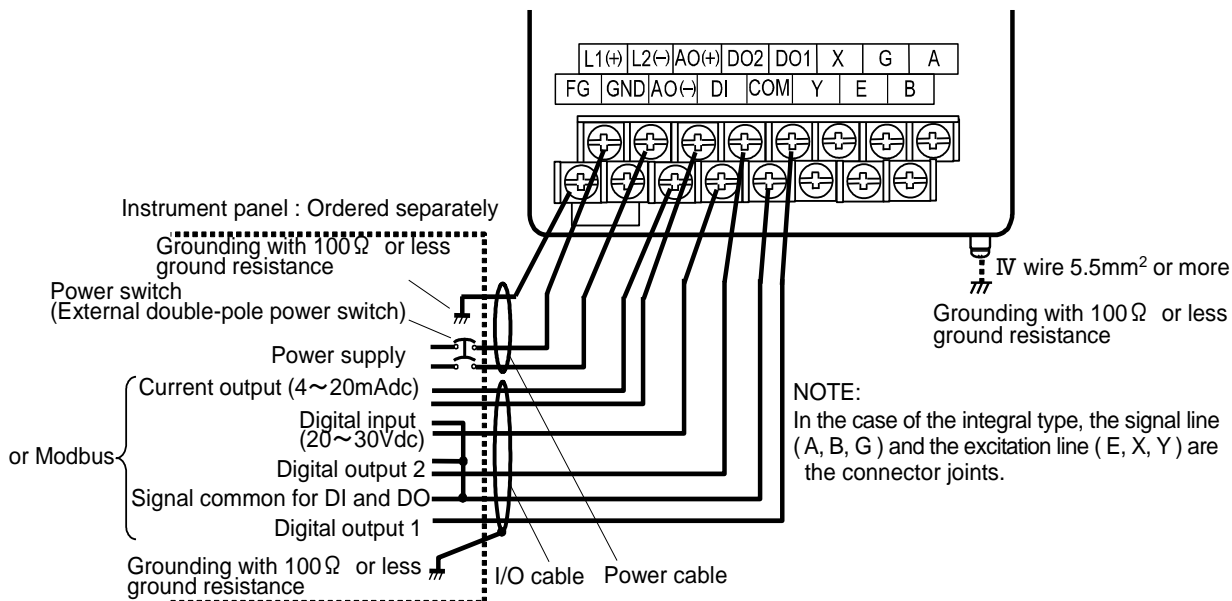 L1(+) L2(−) AO(+) DO2 DO1 X G A
FG GND AO(−) DI COM Y E B
Instrument panel : Ordered separately
Grounding with 100Ω or less
ground resistance
Power switch
(External double-pole power switch)
Power supply
Current output (4～20mAdc)
Digital input
(20～30Vdc)
or Modbus
Digital output 2
Signal common for DI and DO
Digital output 1
Grounding with 100Ω or less
ground resistance
I/O cable
Power cable
Ⅳ wire 5.5mm² or more
Grounding with 100Ω or less
ground resistance
NOTE:
In the case of the integral type, the signal line
( A, B, G ) and the excitation line ( E, X, Y ) are
the connector joints.